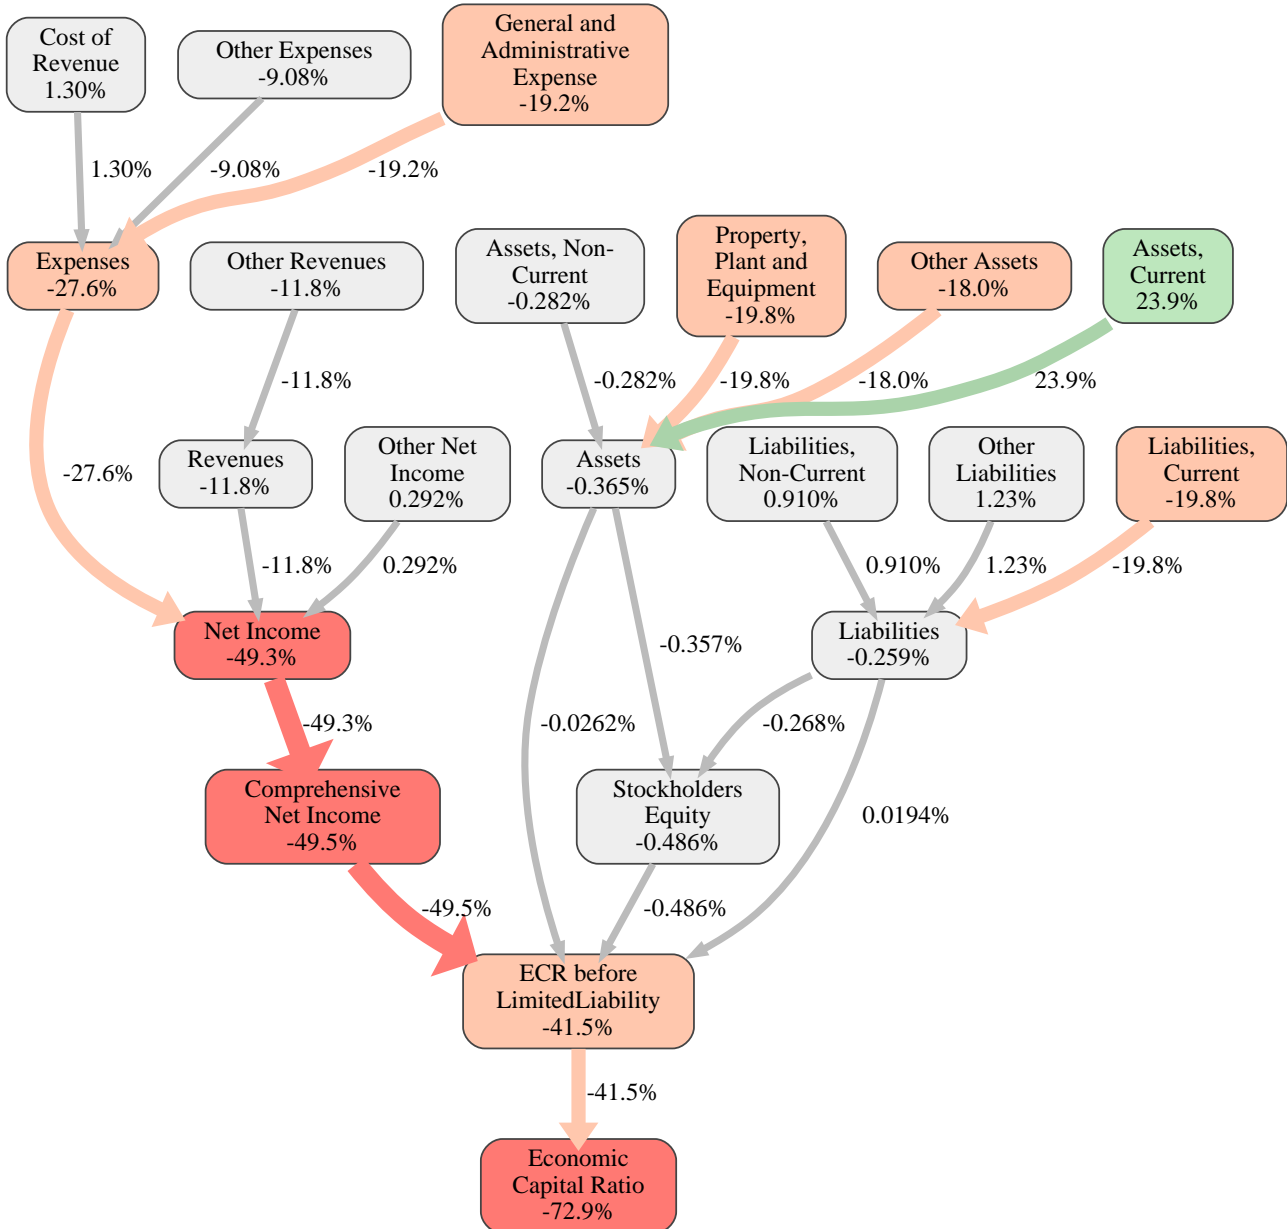 Cost of
Revenue
1.30%
Other Expenses
-9.08%
General and
Administrative
Expense
-19.2%
1.30%
-9.08%
-19.2%
Expenses
-27.6%
Other Revenues
-11.8%
Assets, Non-
Current
-0.282%
Property,
Plant and
Equipment
-19.8%
Other Assets
-18.0%
Assets,
Current
23.9%
-11.8%
-0.282%
-19.8%
-18.0%
23.9%
-27.6%
Revenues
-11.8%
Other Net
Income
0.292%
Assets
-0.365%
Liabilities,
Non-Current
0.910%
Other
Liabilities
1.23%
Liabilities,
Current
-19.8%
-11.8%
0.292%
0.910%
1.23%
-19.8%
Net Income
-49.3%
-0.357%
Liabilities
-0.259%
-49.3%
-0.0262%
-0.268%
Comprehensive
Net Income
-49.5%
Stockholders
Equity
-0.486%
0.0194%
-49.5%
-0.486%
ECR before
LimitedLiability
-41.5%
-41.5%
Economic
Capital Ratio
-72.9%